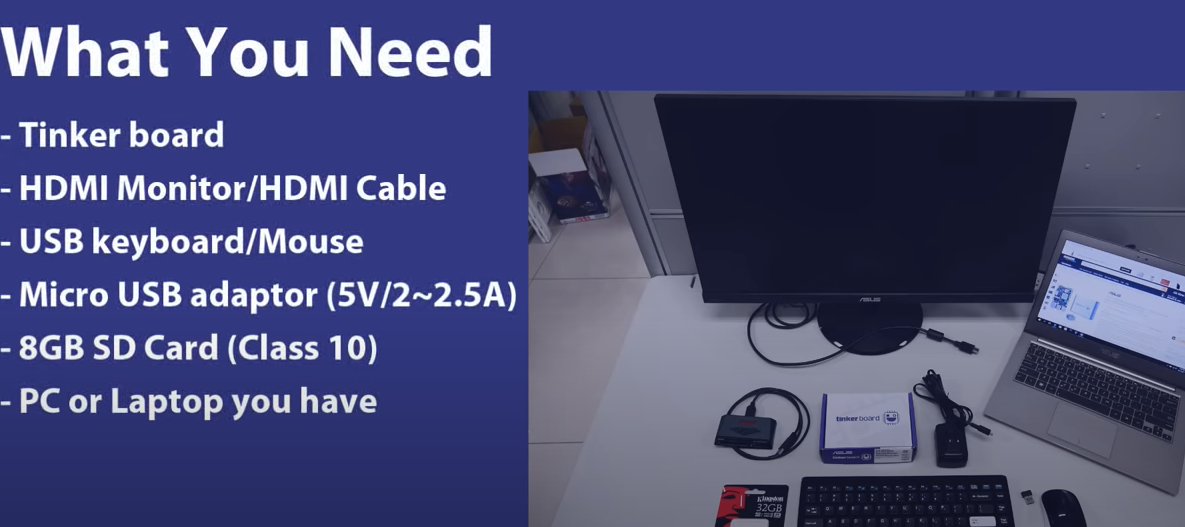 What You Need
- Tinker board
- HDMI Monitor/HDMI Cable
- USB keyboard/Mouse
- Micro USB adaptor (5V/2~2.5A)
- 8GB SD Card (Class 10)
- PC or Laptop you have
ASUS
tinker board
ASUS
Kingston
32GB